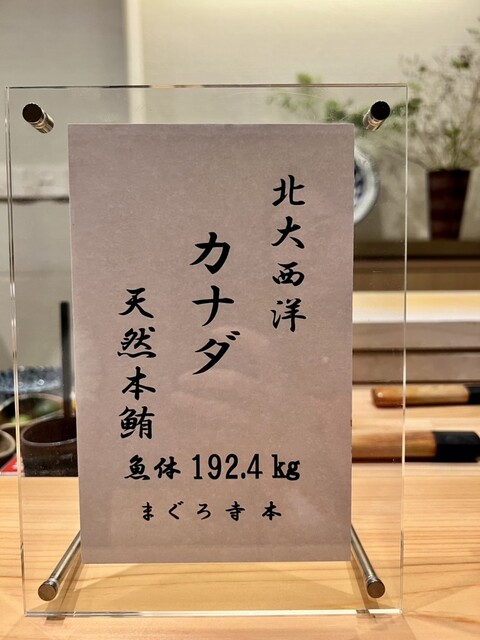 北大西洋
カナダ
天然本鮪
魚体 192.4 kg
まぐろ寺本